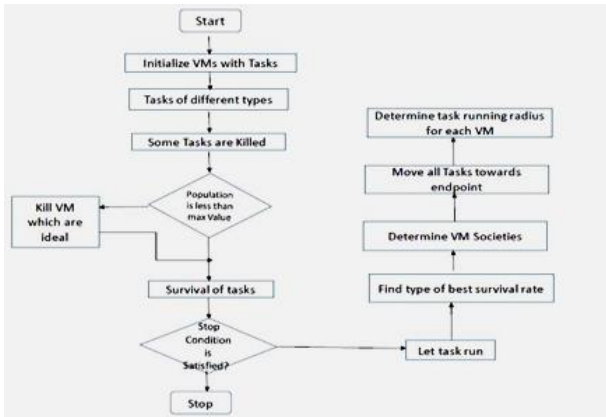 Start
Initialize VMs with Tasks
Tasks of different types
Some Tasks are Killed
Population
is less than
max Value
Kill VM
which are
ideal
Survival of tasks
Stop
Condition
is
Satisfied?
Stop
Let task run
Find type of best survival rate
Determine VM Societies
Move all Tasks towards
endpoint
Determine task running radius
for each VM